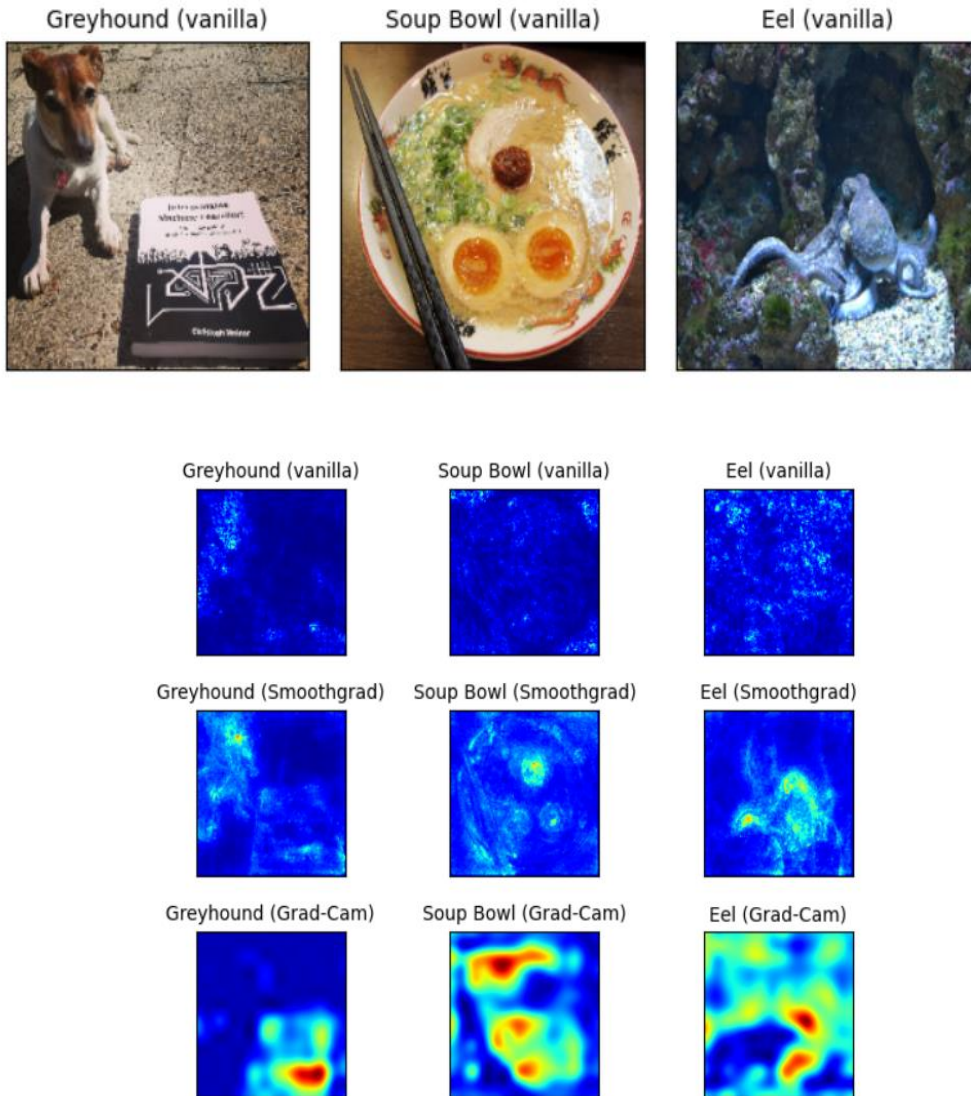 Greyhound (vanilla)
Soup Bowl (vanilla)
Eel (vanilla)
Greyhound (vanilla)
Soup Bowl (vanilla)
Eel (vanilla)
Greyhound (Smoothgrad)
Soup Bowl (Smoothgrad)
Eel (Smoothgrad)
Greyhound (Grad-Cam)
Soup Bowl (Grad-Cam)
Eel (Grad-Cam)